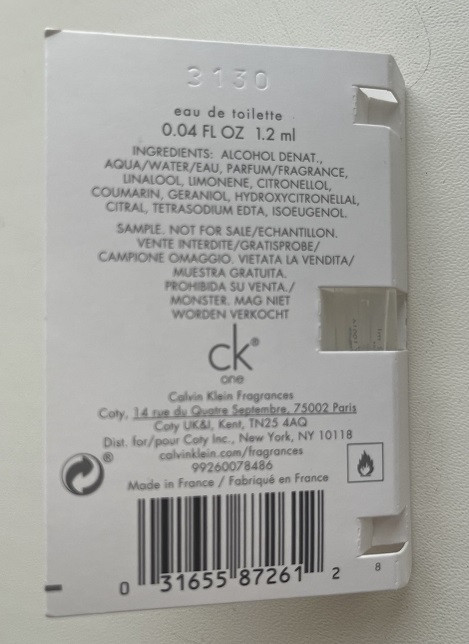 3130
eau de toilette
0.04 FL OZ 1.2 ml
INGREDIENTS: ALCOHOL DENAT.,
AQUA/WATER/EAU, PARFUM/FRAGRANCE,
LINALOOL, LIMONENE, CITRONELLOL,
COUMARIN, GERANIOL, HYDROXYCITRONELLAL,
CITRAL, TETRASODIUM EDTA, ISOEUGENOL.
SAMPLE. NOT FOR SALE/ECHANTILLON.
VENTE INTERDITE/GRATISPROBE/
CAMPIONE OMAGGIO. VIETATA LA VENDITA/
MUESTRA GRATUITA.
PROHIBIDA SU VENTA./
MONSTER. MAG NIET
WORDEN VERKOCHT
ck®
one
Calvin Klein Fragrances
Coty, 14 rue du Quatre Septembre, 75002 Paris
Coty UK&I, Kent, TN25 4AQ
Dist. for/pour Coty Inc., New York, NY 10118
calvinklein.com/fragrances
99260078486
Made in France / Fabriqué en France
®
0 31655 87261 2
8